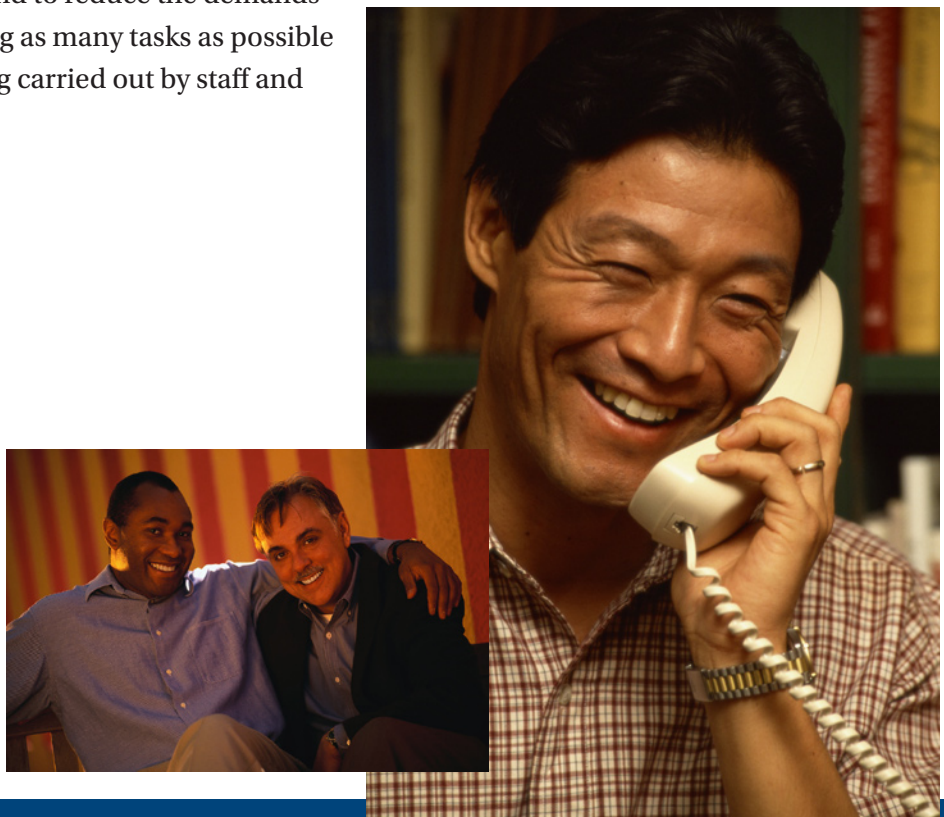 nd to reduce the demands
g as many tasks as possible
g carried out by staff and